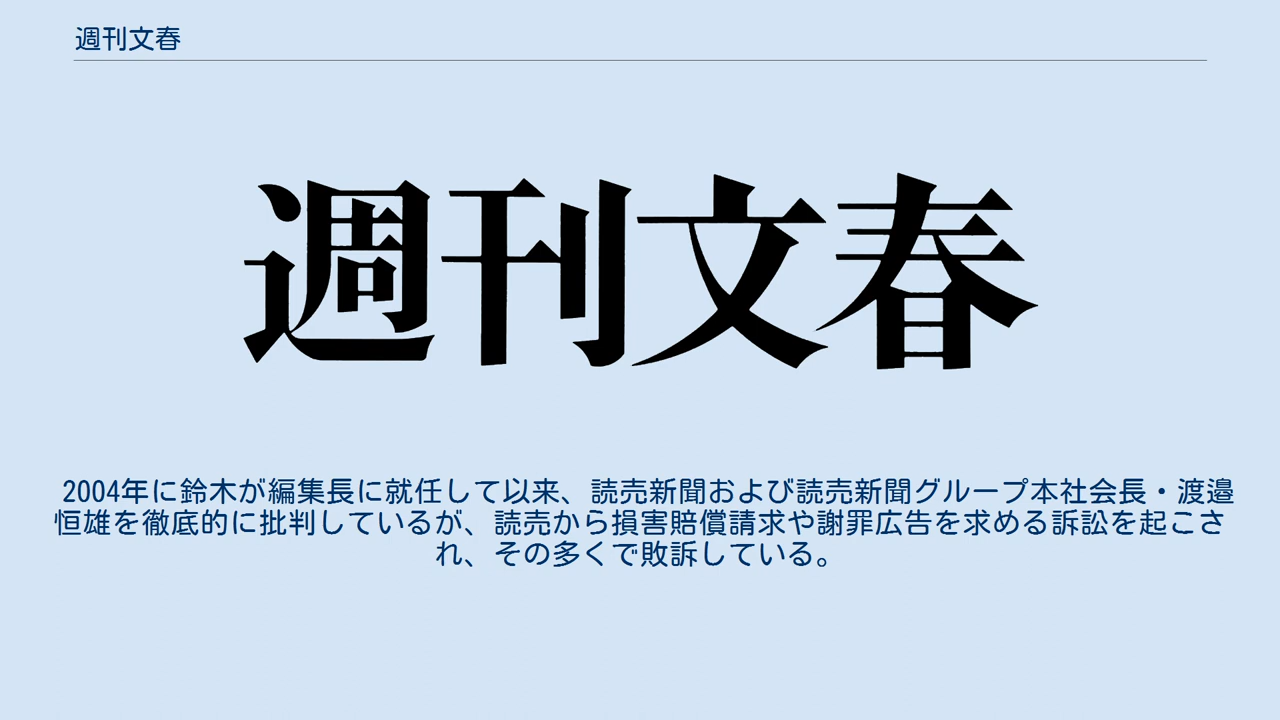 週刊文春
週刊文春
2004年に鈴木が編集長に就任して以来、読売新聞および読売新聞グループ本社会長・渡邉
恒雄を徹底的に批判しているが、読売から損害賠償請求や謝罪広告を求める訴訟を起こさ
れ、その多くで敗訴している。